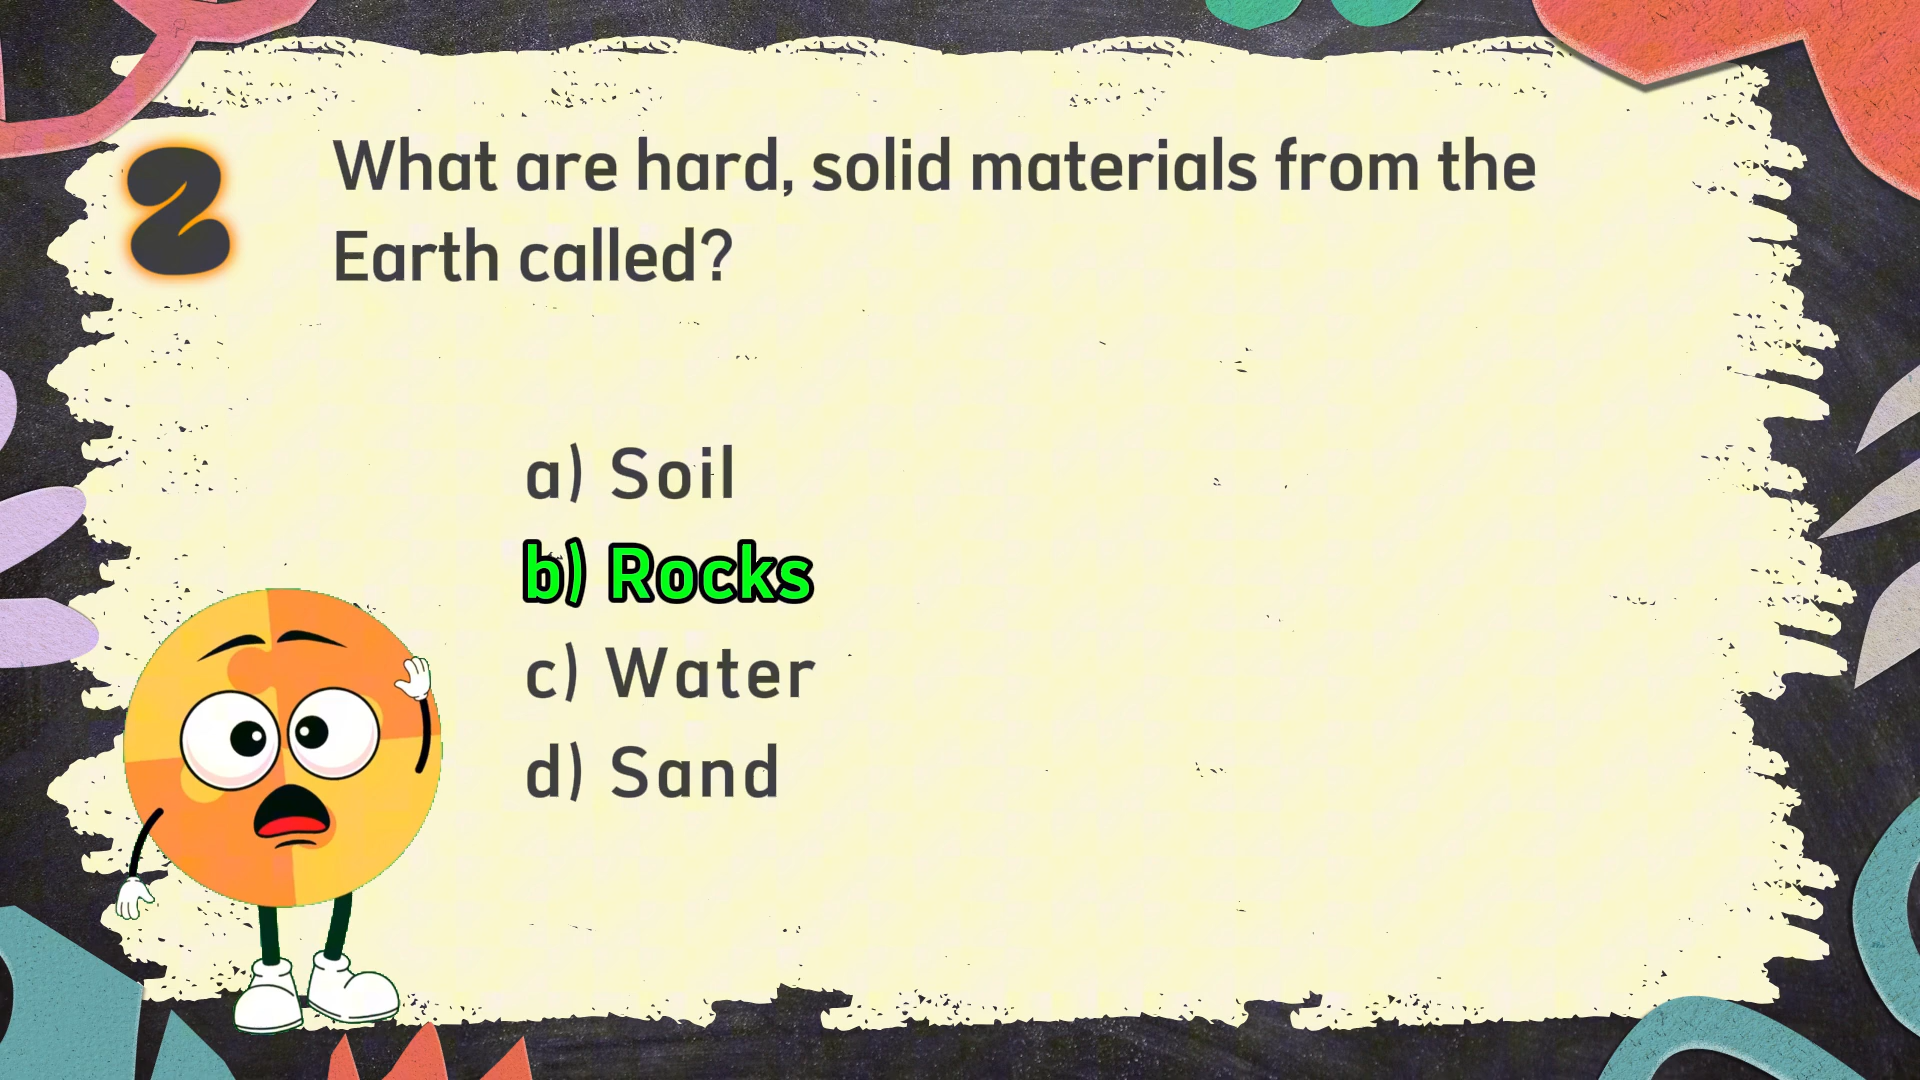 2
What are hard, solid materials from the
Earth called?
a) Soil
b) Rocks
c) Water
d) Sand